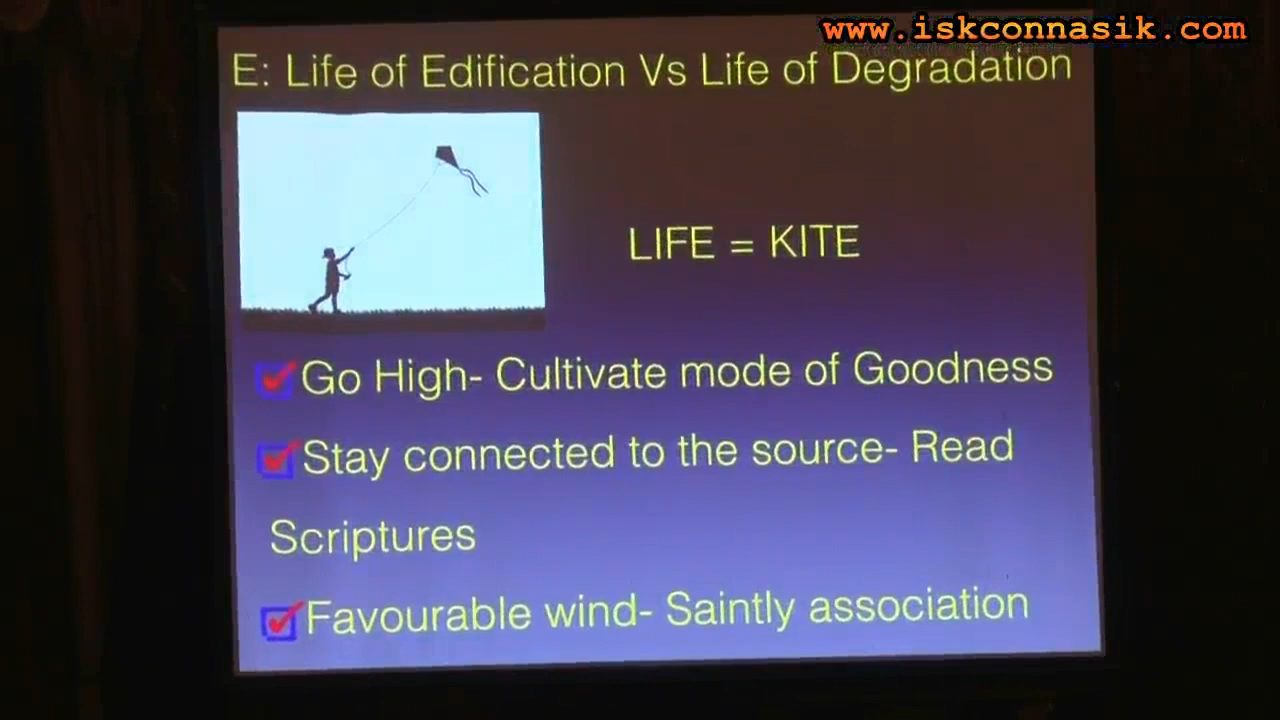 www.iskconnasik.com
E: Life of Edification Vs Life of Degradation
LIFE = KITE
Go High- Cultivate mode of Goodness
Stay connected to the source- Read
Scriptures
Favourable wind- Saintly association